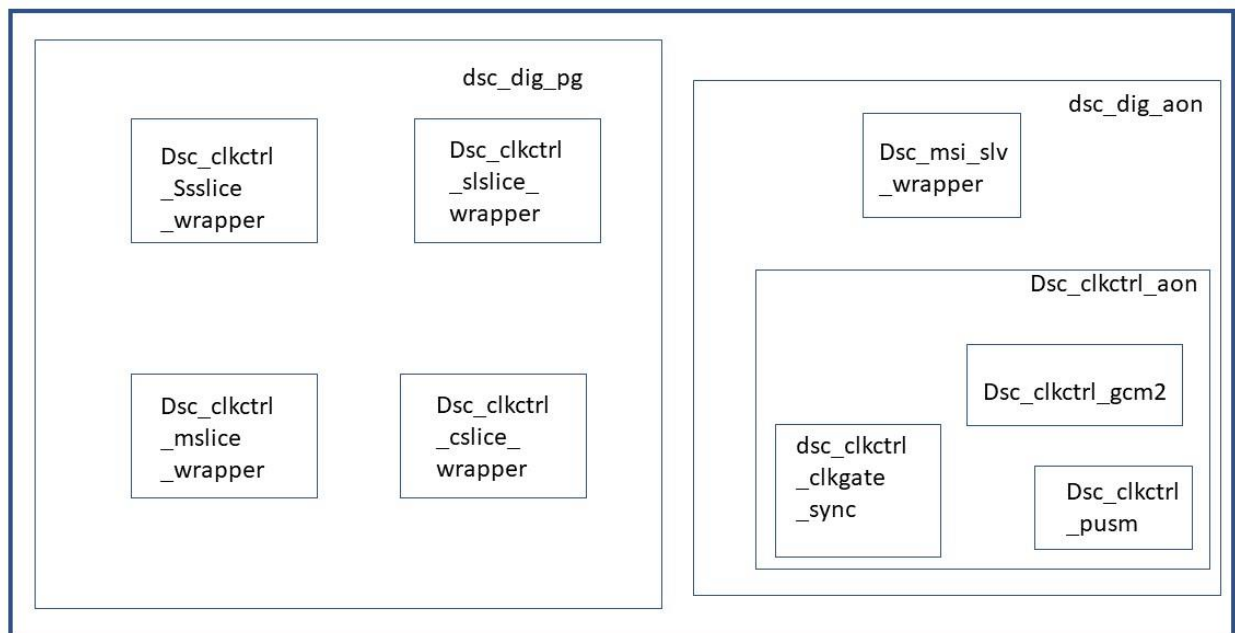 dsc_dig_pg
Dsc_clkctrl
_Ssslice
_wrapper
Dsc_clkctrl
_slslice_
wrapper
Dsc_clkctrl
_mslice
_wrapper
Dsc_clkctrl
_cslice_
wrapper
dsc_dig_aon
Dsc_msi_slv
_wrapper
Dsc_clkctrl_aon
Dsc_clkctrl_gcm2
dsc_clkctrl
_clkgate
_sync
Dsc_clkctrl
_pusm